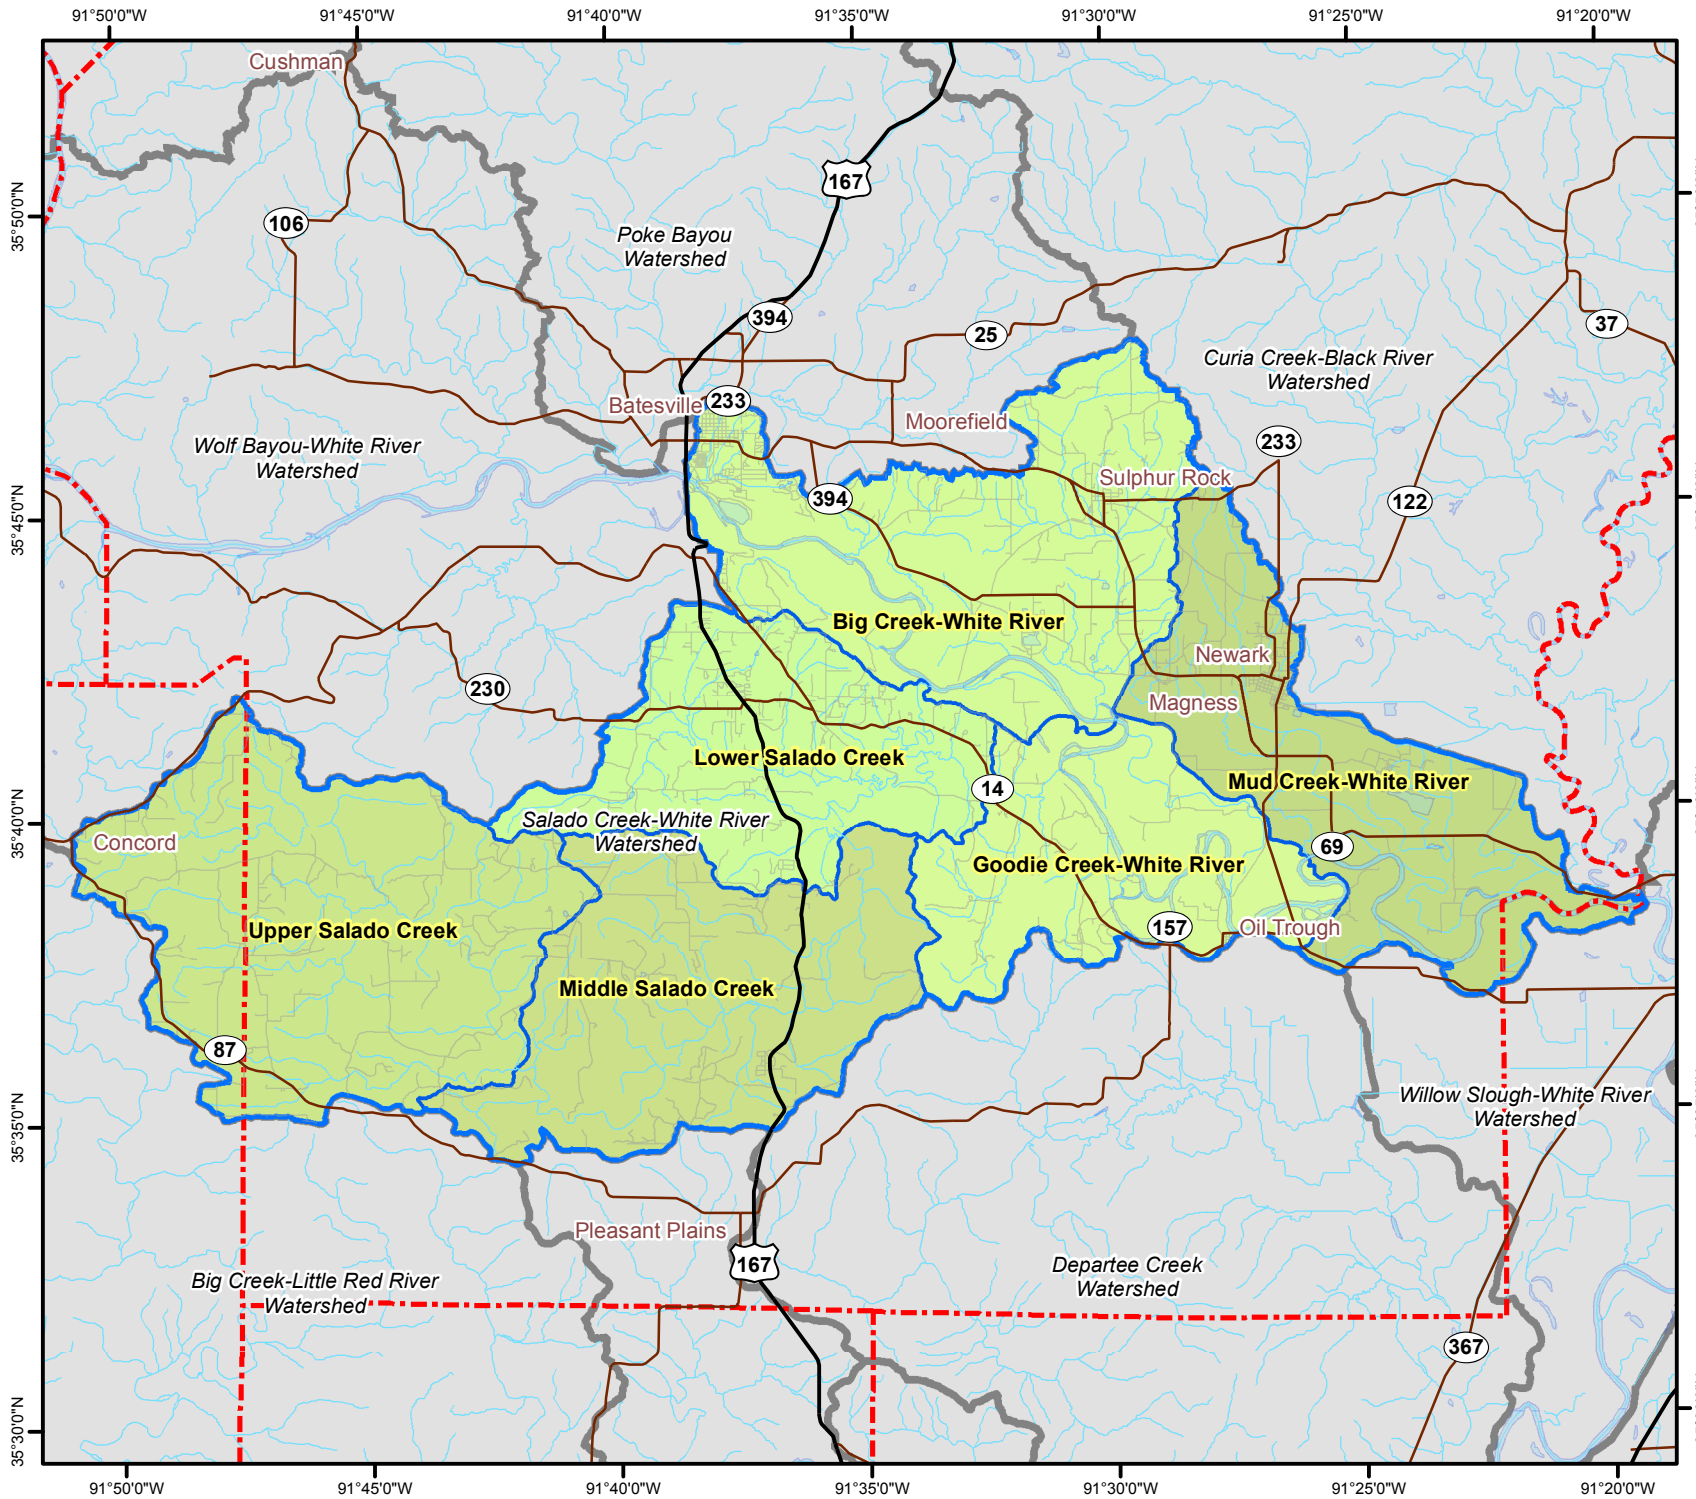 91°50'0"W
91°45'0"W
91°40'0"W
91°35'0"W
91°30'0"W
91°25'0"W
91°20'0"W
Cushman
167
35°50'0"N
106
Poke Bayou
Watershed
394
25
37
Curia Creek-Black River
Watershed
Batesville
233
Moorefield
Wolf Bayou-White River
Watershed
233
Sulphur Rock
394
122
35°45'0"N
Big Creek-White River
Newark
230
Magness
Lower Salado Creek
Mud Creek-White River
14
35°40'0"N
Salado Creek-White River
Watershed
Concord
69
Goodie Creek-White River
Upper Salado Creek
157
Oil Trough
Middle Salado Creek
87
Willow Slough-White River
Watershed
35°35'0"N
Pleasant Plains
167
Departee Creek
Watershed
Big Creek-Little Red River
Watershed
367
35°30'0"N
91°50'0"W
91°45'0"W
91°40'0"W
91°35'0"W
91°30'0"W
91°25'0"W
91°20'0"W